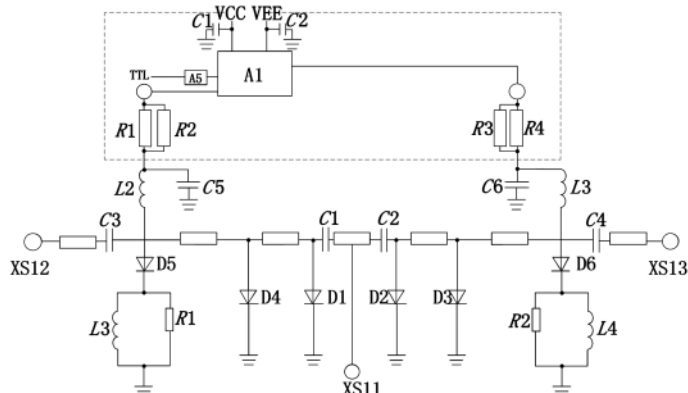 C1 VCC VEE C2
TTL A5 A1
R1 R2 R3 R4
L2 C5 C6 L3
XS12 C3 C1 C2 C4 XS13
D5 D4 D1 D2 D3 D6
L3 R1 R2 L4
XS11